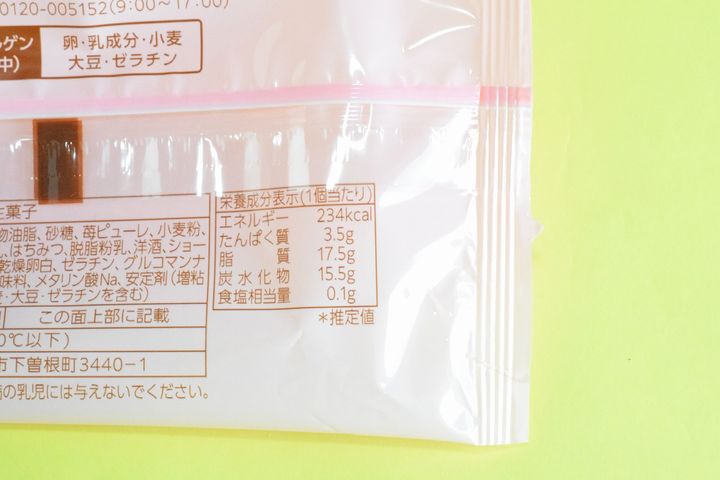 0120-005152(9:00〜17:00)
ゲン
中)
卵・乳成分・小麦
大豆・ゼラチン
生菓子
物油脂、砂糖、苺ピューレ、小麦粉、
、はちみつ、脱脂粉乳、洋酒、ショー
乾燥卵白、ゼラチン、グルコマンナ
味料、メタリン酸Na、安定剤(増粘
・大豆・ゼラチンを含む)
この面上部に記載
0℃以下)
市下曽根町3440-1
の乳児には与えないでください。
栄養成分表示(1個当たり)
エネルギー 234kcal
たんぱく質 3.5g
脂質 17.5g
炭水化物 15.5g
食塩相当量 0.1g
*推定値